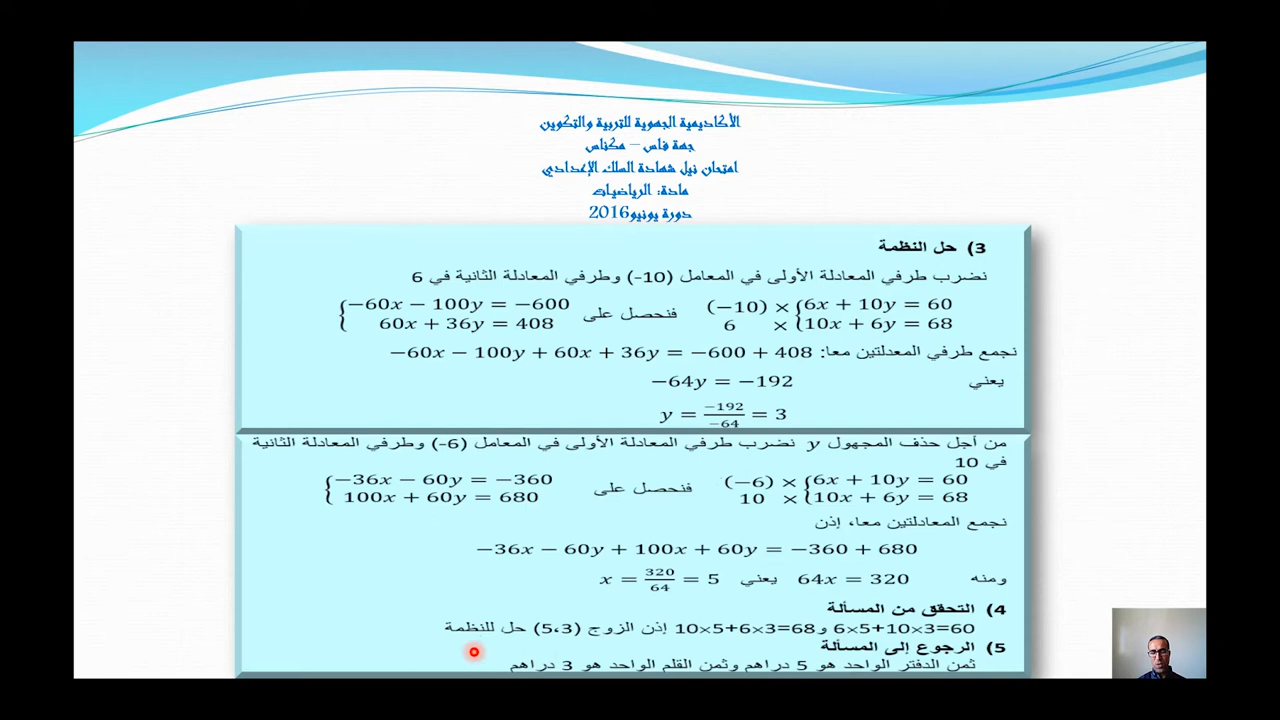 الأكاديمية الجهوية للتربية والتكوين
جهة فاس – مكناس
امتحان نيل شهادة السلك الإعدادي
مادة: الرياضيات
دورة يونيو2016
3) حل النظمة
نضرب طرفي المعادلة الأولى في المعامل (-10) وطرفي المعادلة الثانية في 6
(−10) × {6x + 10y = 60 فنحصل على {−60x − 100y = −600
6 × {10x + 6y = 68 60x + 36y = 408
نجمع طرفي المعدلتين معا: −60x − 100y + 60x + 36y = −600 + 408
يعني −64y = −192
y = −192/−64 = 3
من أجل حذف المجهول y نضرب طرفي المعادلة الأولى في المعامل (-6) وطرفي المعادلة الثانية
في 10
(−6) × {6x + 10y = 60 فنحصل على {−36x − 60y = −360
10 × {10x + 6y = 68 100x + 60y = 680
نجمع المعادلتين معا، إذن
−36x − 60y + 100x + 60y = −360 + 680
ومنه 64x = 320 يعني x = 320/64 = 5
4) التحقق من المسألة
6×5+10×3=60 و10×5+6×3=68 إذن الزوج (5،3) حل للنظمة
5) الرجوع إلى المسألة
ثمن الدفتر الواحد هو 5 دراهم وثمن القلم الواحد هو 3 دراهم